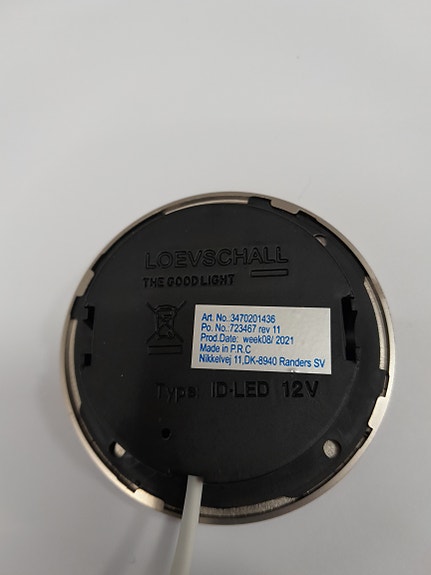 LOEVSCHALL
THE GOOD LIGHT
Art. No.:3470201436
Po. No.:723467 rev 11
Prod.Date: week08/ 2021
Made in P.R.C
Nikkelvej 11,DK-8940 Randers SV
Type: ID-LED 12V